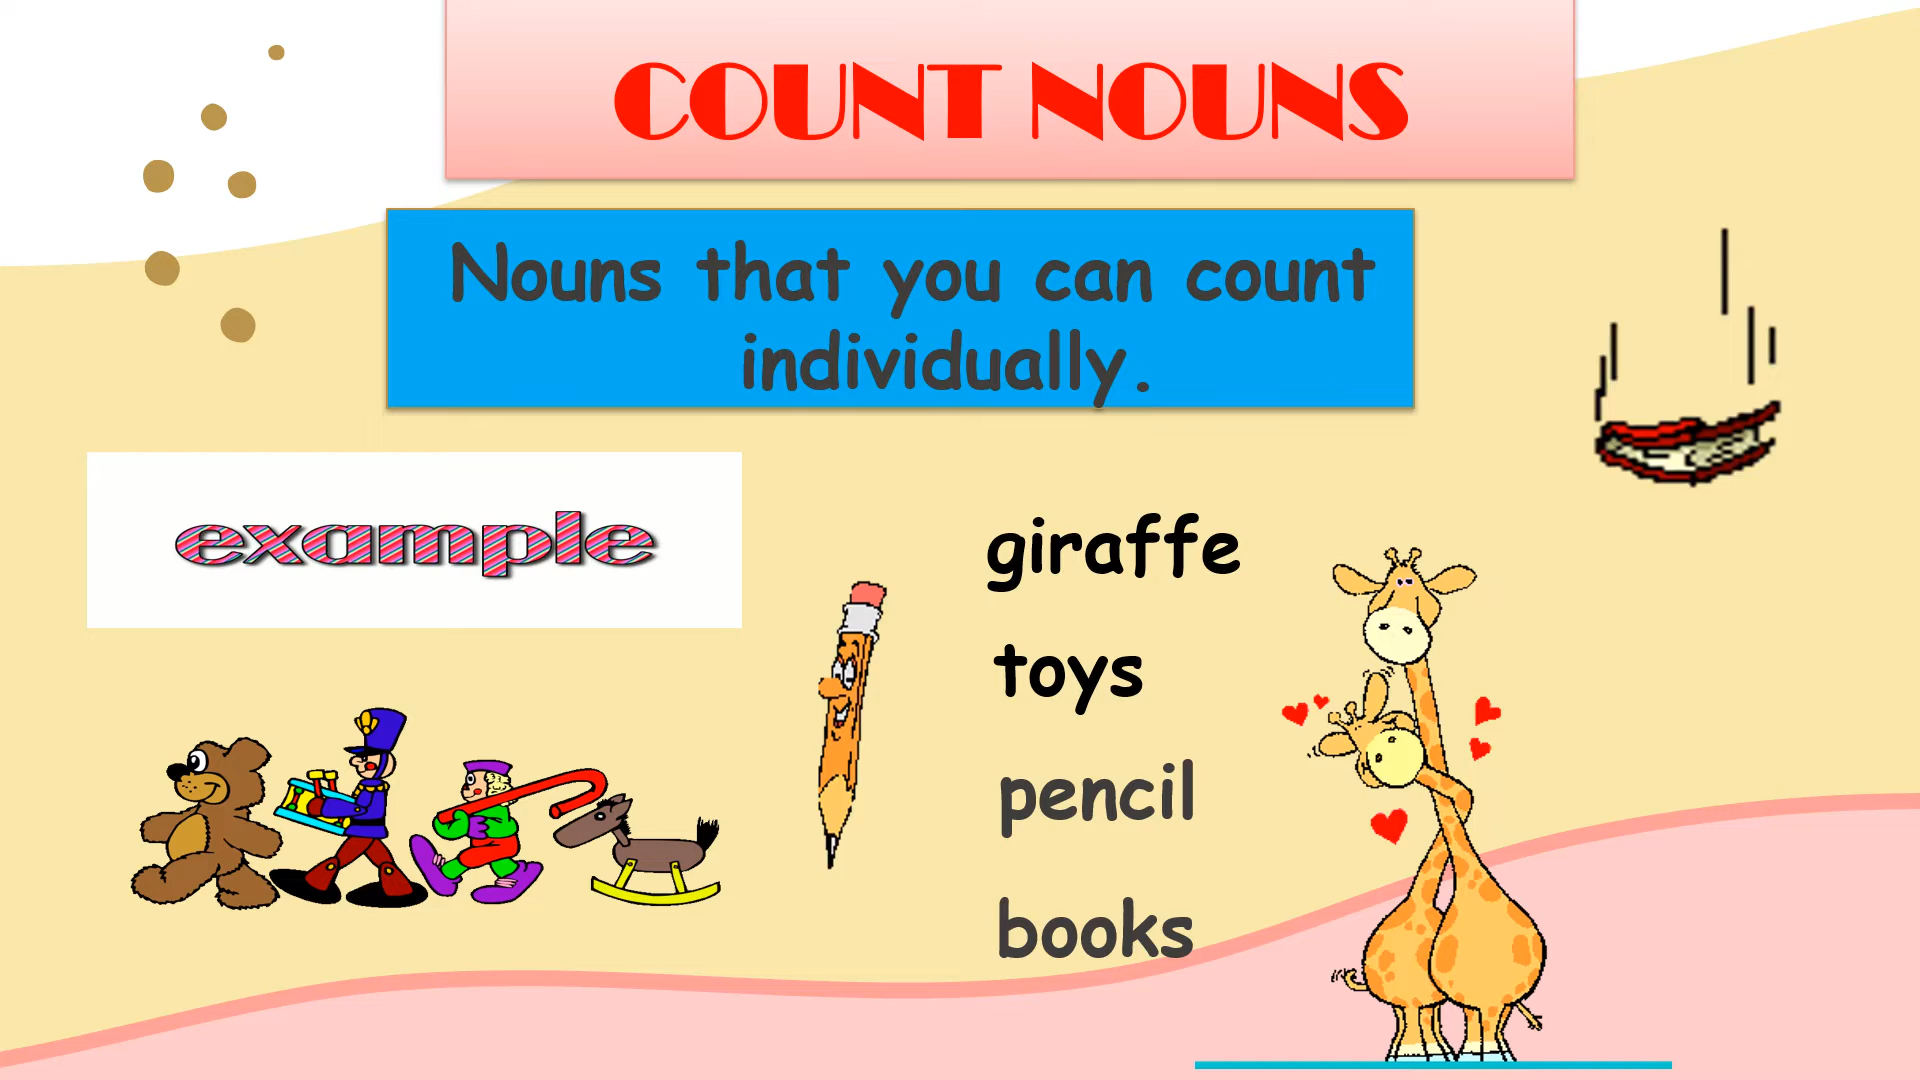 COUNT NOUNS
Nouns that you can count
individually.
example
giraffe
toys
pencil
books